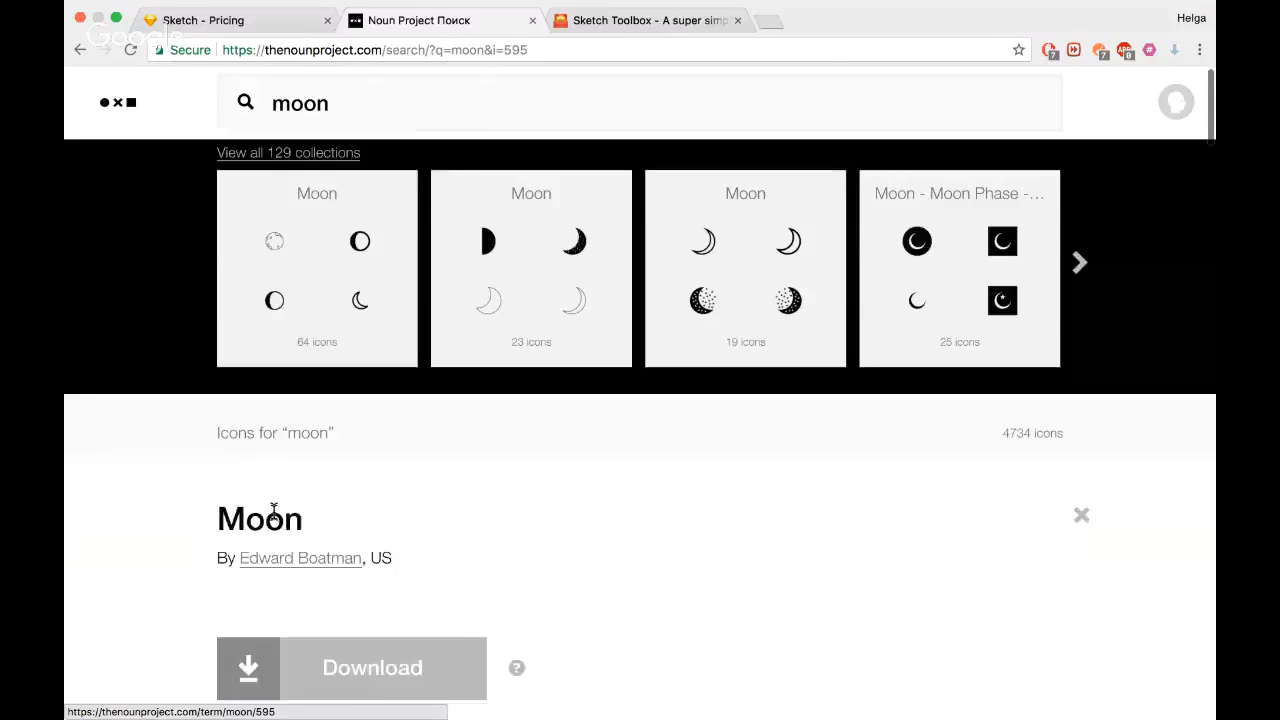 Sketch - Pricing
Noun Project Поиск
Sketch Toolbox - A super simp
Helga
Google
Secure
https://thenounproject.com/search/?q=moon&i=595
moon
View all 129 collections
Moon
Moon
Moon
Moon - Moon Phase -...
64 icons
23 icons
19 icons
25 icons
Icons for “moon”
4734 icons
Moon
By Edward Boatman, US
Download
?
https://thenounproject.com/term/moon/595